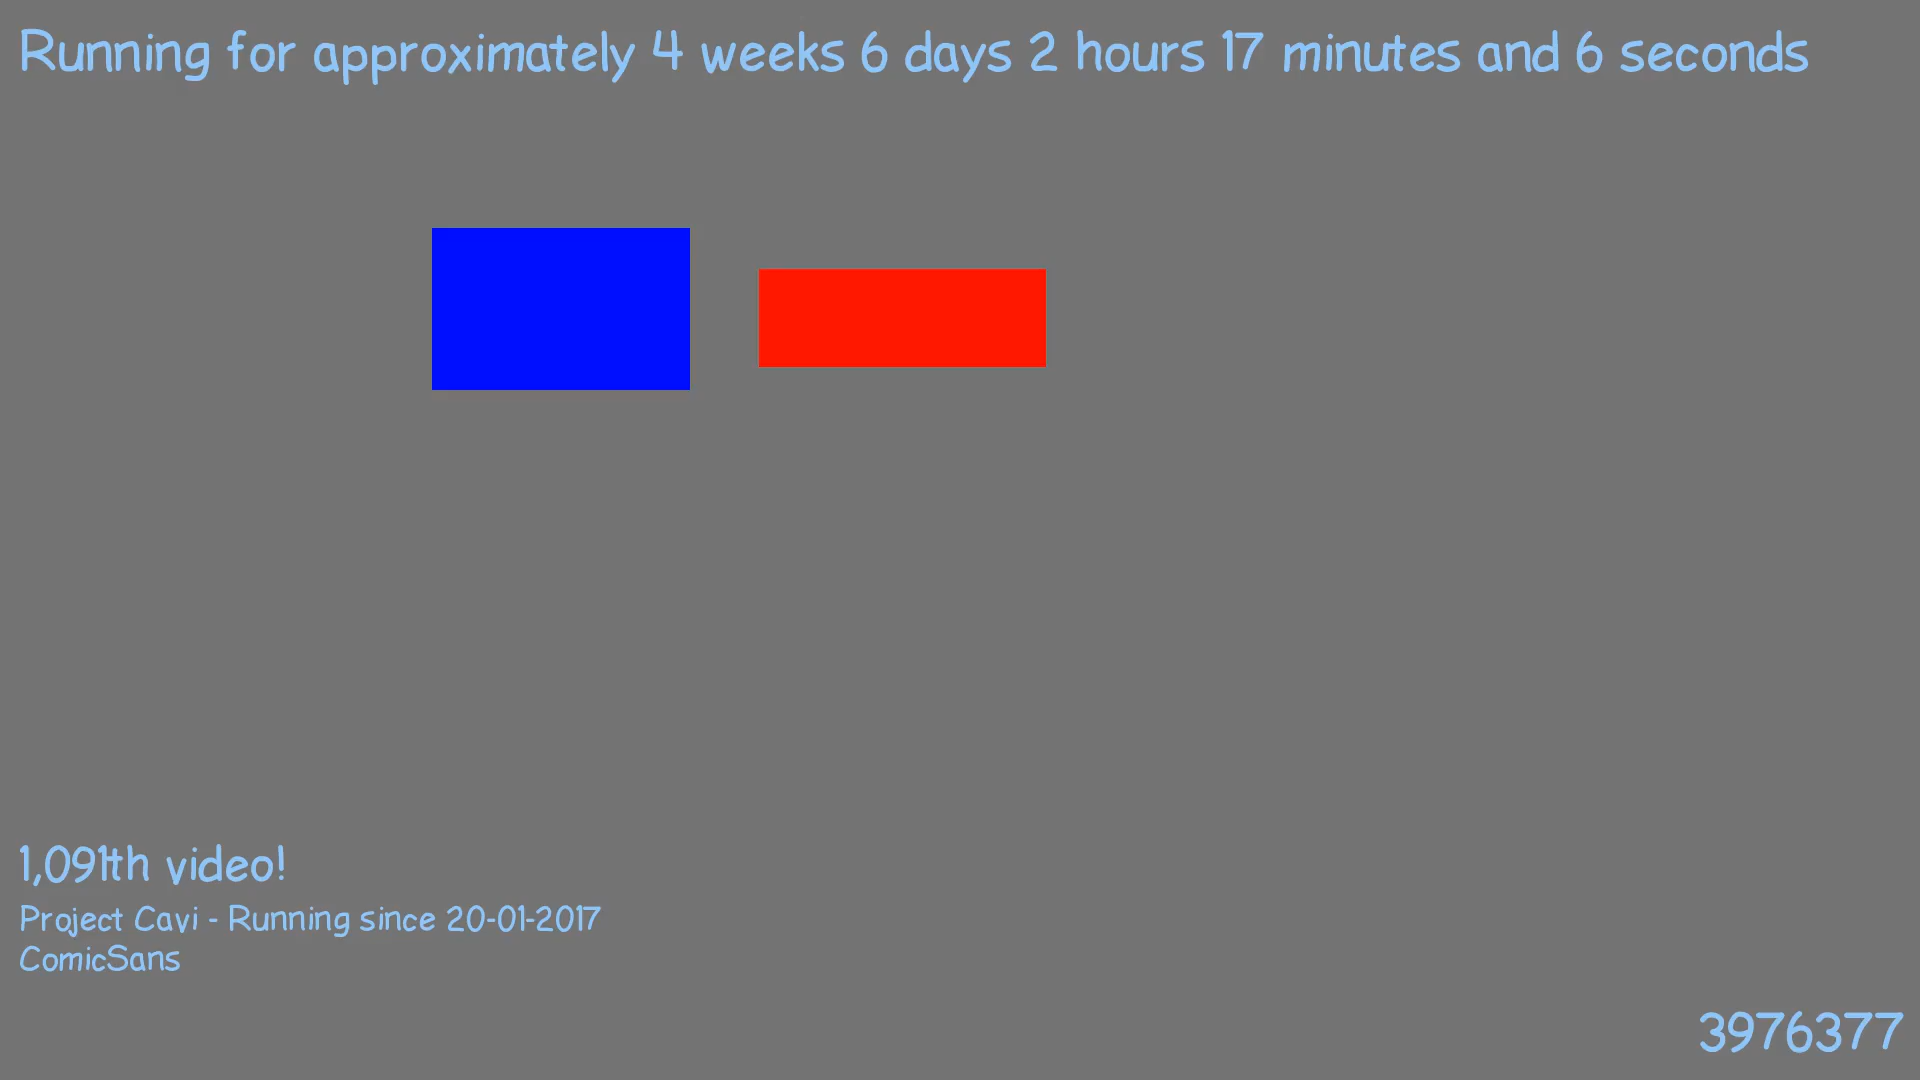 Running for approximately 4 weeks 6 days 2 hours 17 minutes and 6 seconds
1,091th video!
Project Cavi - Running since 20-01-2017
ComicSans
3976377